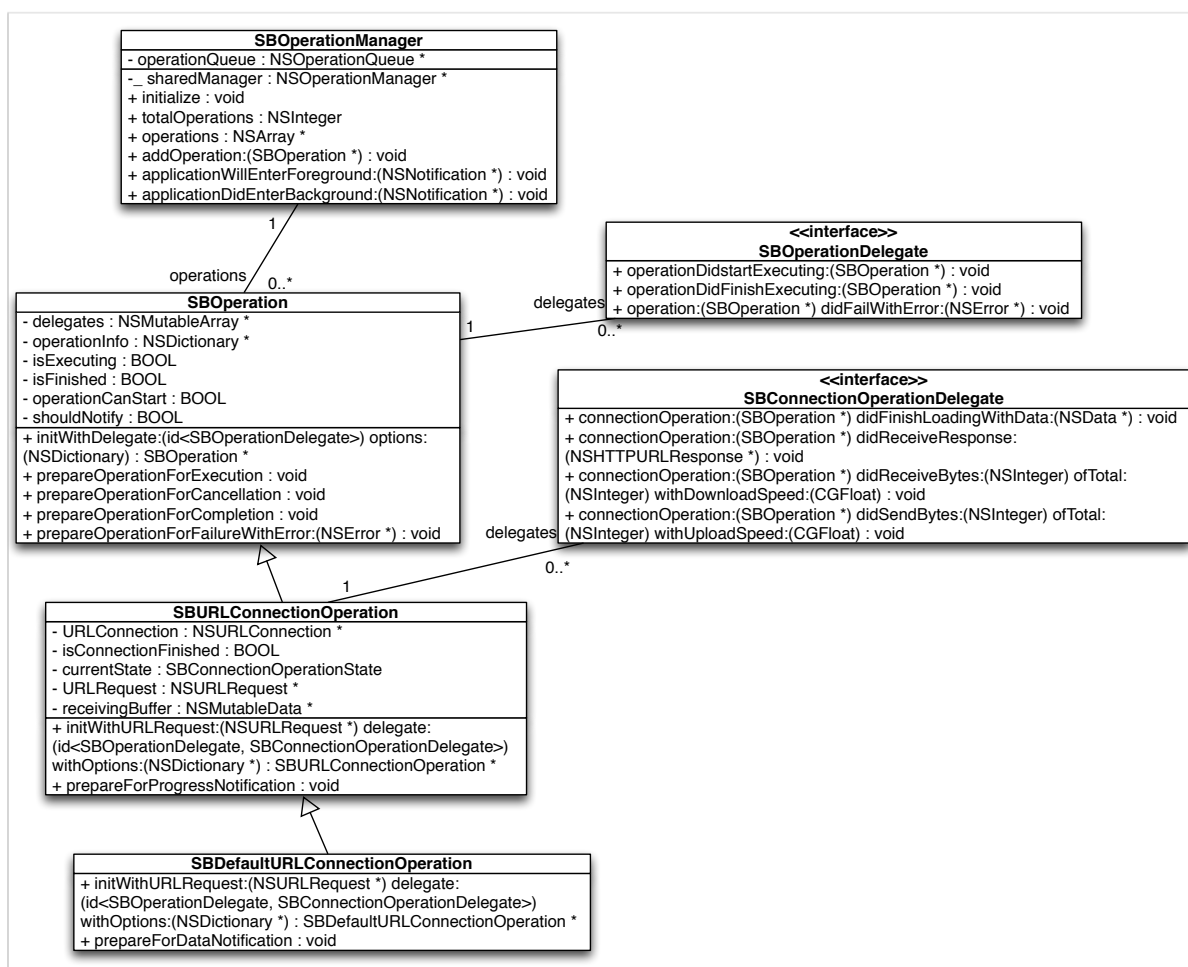 SBOperationManager
- operationQueue : NSOperationQueue *
-_ sharedManager : NSOperationManager *
+ initialize : void
+ totalOperations : NSInteger
+ operations : NSArray *
+ addOperation:(SBOperation *) : void
+ applicationWillEnterForeground:(NSNotification *) : void
+ applicationDidEnterBackground:(NSNotification *) : void
1
operations
0..*
<<interface>>
SBOperationDelegate
+ operationDidstartExecuting:(SBOperation *) : void
+ operationDidFinishExecuting:(SBOperation *) : void
+ operation:(SBOperation *) didFailWithError:(NSError *) : void
delegates
1
0..*
SBOperation
- delegates : NSMutableArray *
- operationInfo : NSDictionary *
- isExecuting : BOOL
- isFinished : BOOL
- operationCanStart : BOOL
- shouldNotify : BOOL
+ initWithDelegate:(id<SBOperationDelegate>) options:
(NSDictionary) : SBOperation *
+ prepareOperationForExecution : void
+ prepareOperationForCancellation : void
+ prepareOperationForCompletion : void
+ prepareOperationForFailureWithError:(NSError *) : void
<<interface>>
SBConnectionOperationDelegate
+ connectionOperation:(SBOperation *) didFinishLoadingWithData:(NSData *) : void
+ connectionOperation:(SBOperation *) didReceiveResponse:
(NSHTTPURLResponse *) : void
+ connectionOperation:(SBOperation *) didReceiveBytes:(NSInteger) ofTotal:
(NSInteger) withDownloadSpeed:(CGFloat) : void
+ connectionOperation:(SBOperation *) didSendBytes:(NSInteger) ofTotal:
(NSInteger) withUploadSpeed:(CGFloat) : void
delegates
0..*
1
SBURLConnectionOperation
- URLConnection : NSURLConnection *
- isConnectionFinished : BOOL
- currentState : SBConnectionOperationState
- URLRequest : NSURLRequest *
- receivingBuffer : NSMutableData *
+ initWithURLRequest:(NSURLRequest *) delegate:
(id<SBOperationDelegate, SBConnectionOperationDelegate>)
withOptions:(NSDictionary *) : SBURLConnectionOperation *
+ prepareForProgressNotification : void
SBDefaultURLConnectionOperation
+ initWithURLRequest:(NSURLRequest *) delegate:
(id<SBOperationDelegate, SBConnectionOperationDelegate>)
withOptions:(NSDictionary *) : SBDefaultURLConnectionOperation *
+ prepareForDataNotification : void